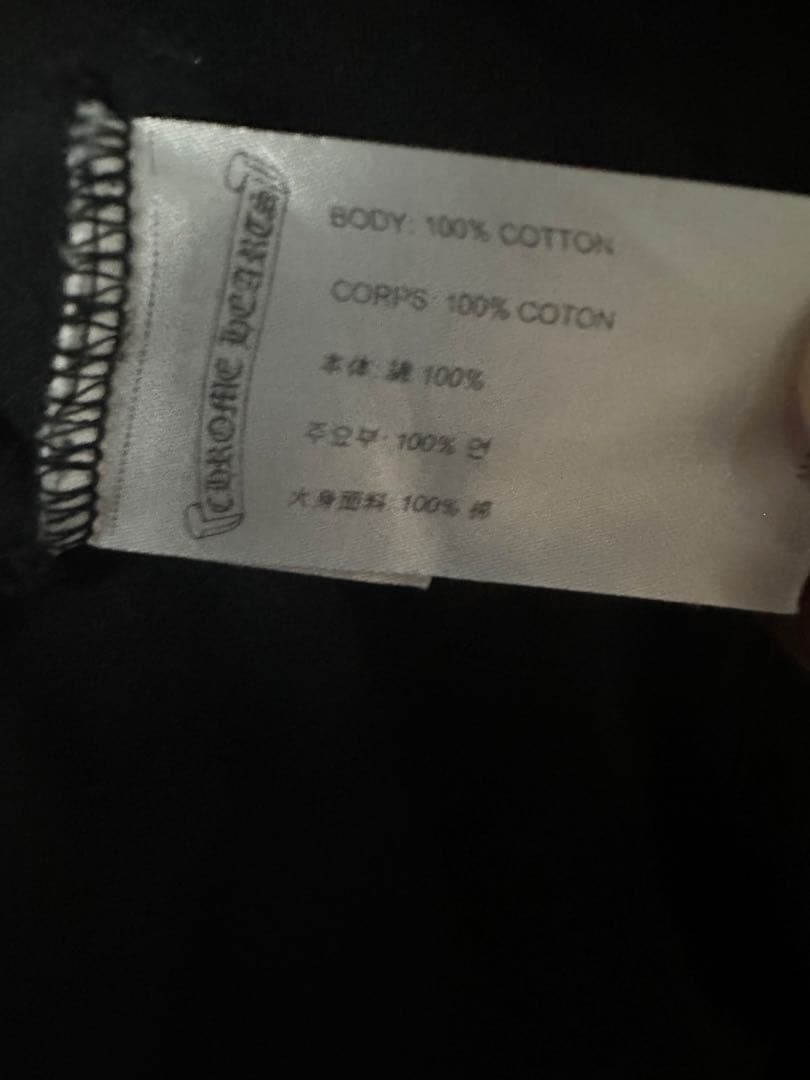 CHROME HEARTS
BODY: 100% COTTON
CORPS: 100% COTON
本体: 綿 100%
주요부: 100% 면
大身面料: 100% 棉